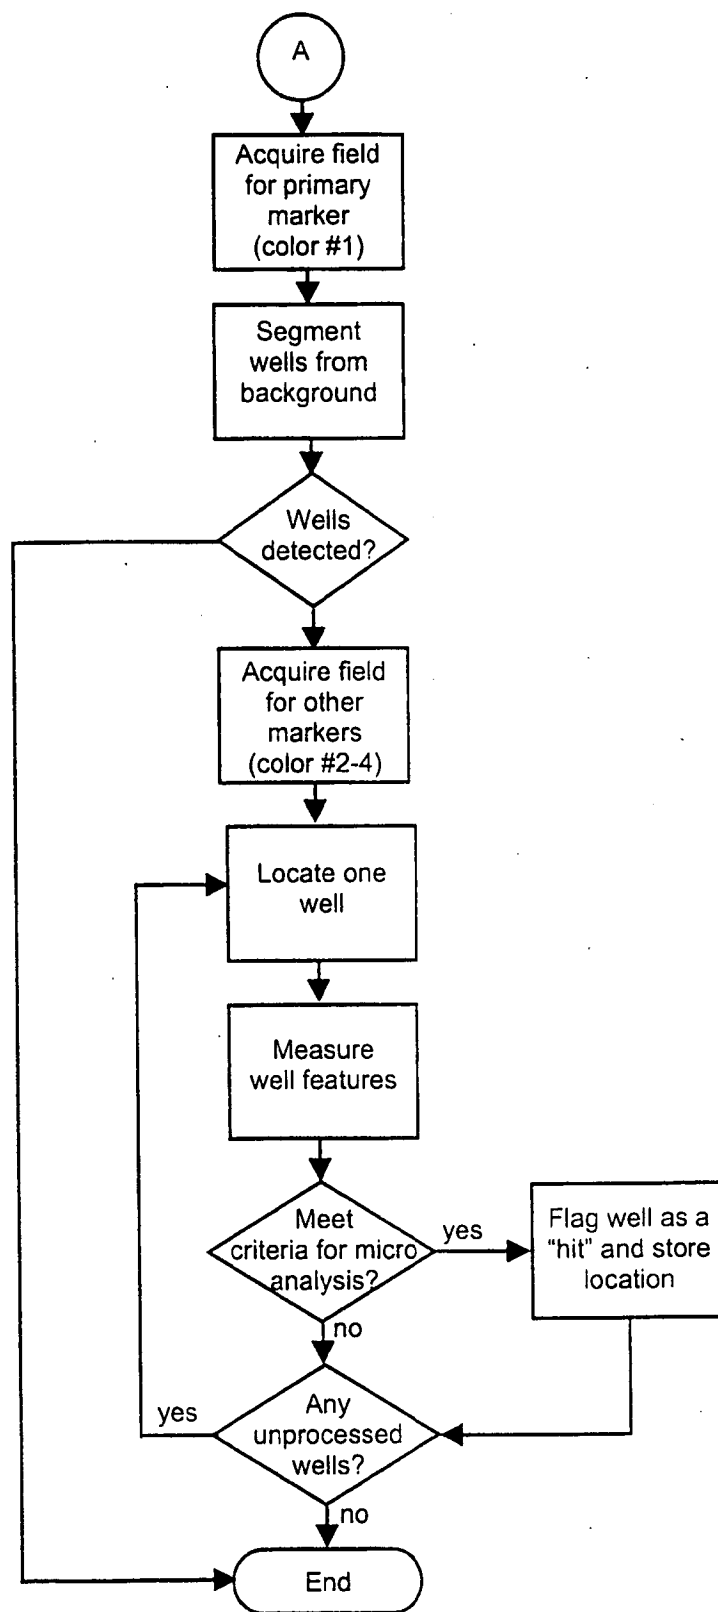 A
Acquire field
for primary
marker
(color #1)
Segment
wells from
background
Wells
detected?
Acquire field
for other
markers
(color #2-4)
Locate one
well
Measure
well features
Meet
criteria for micro
analysis?
yes
Flag well as a
"hit" and store
location
no
Any
unprocessed
wells?
yes
no
End